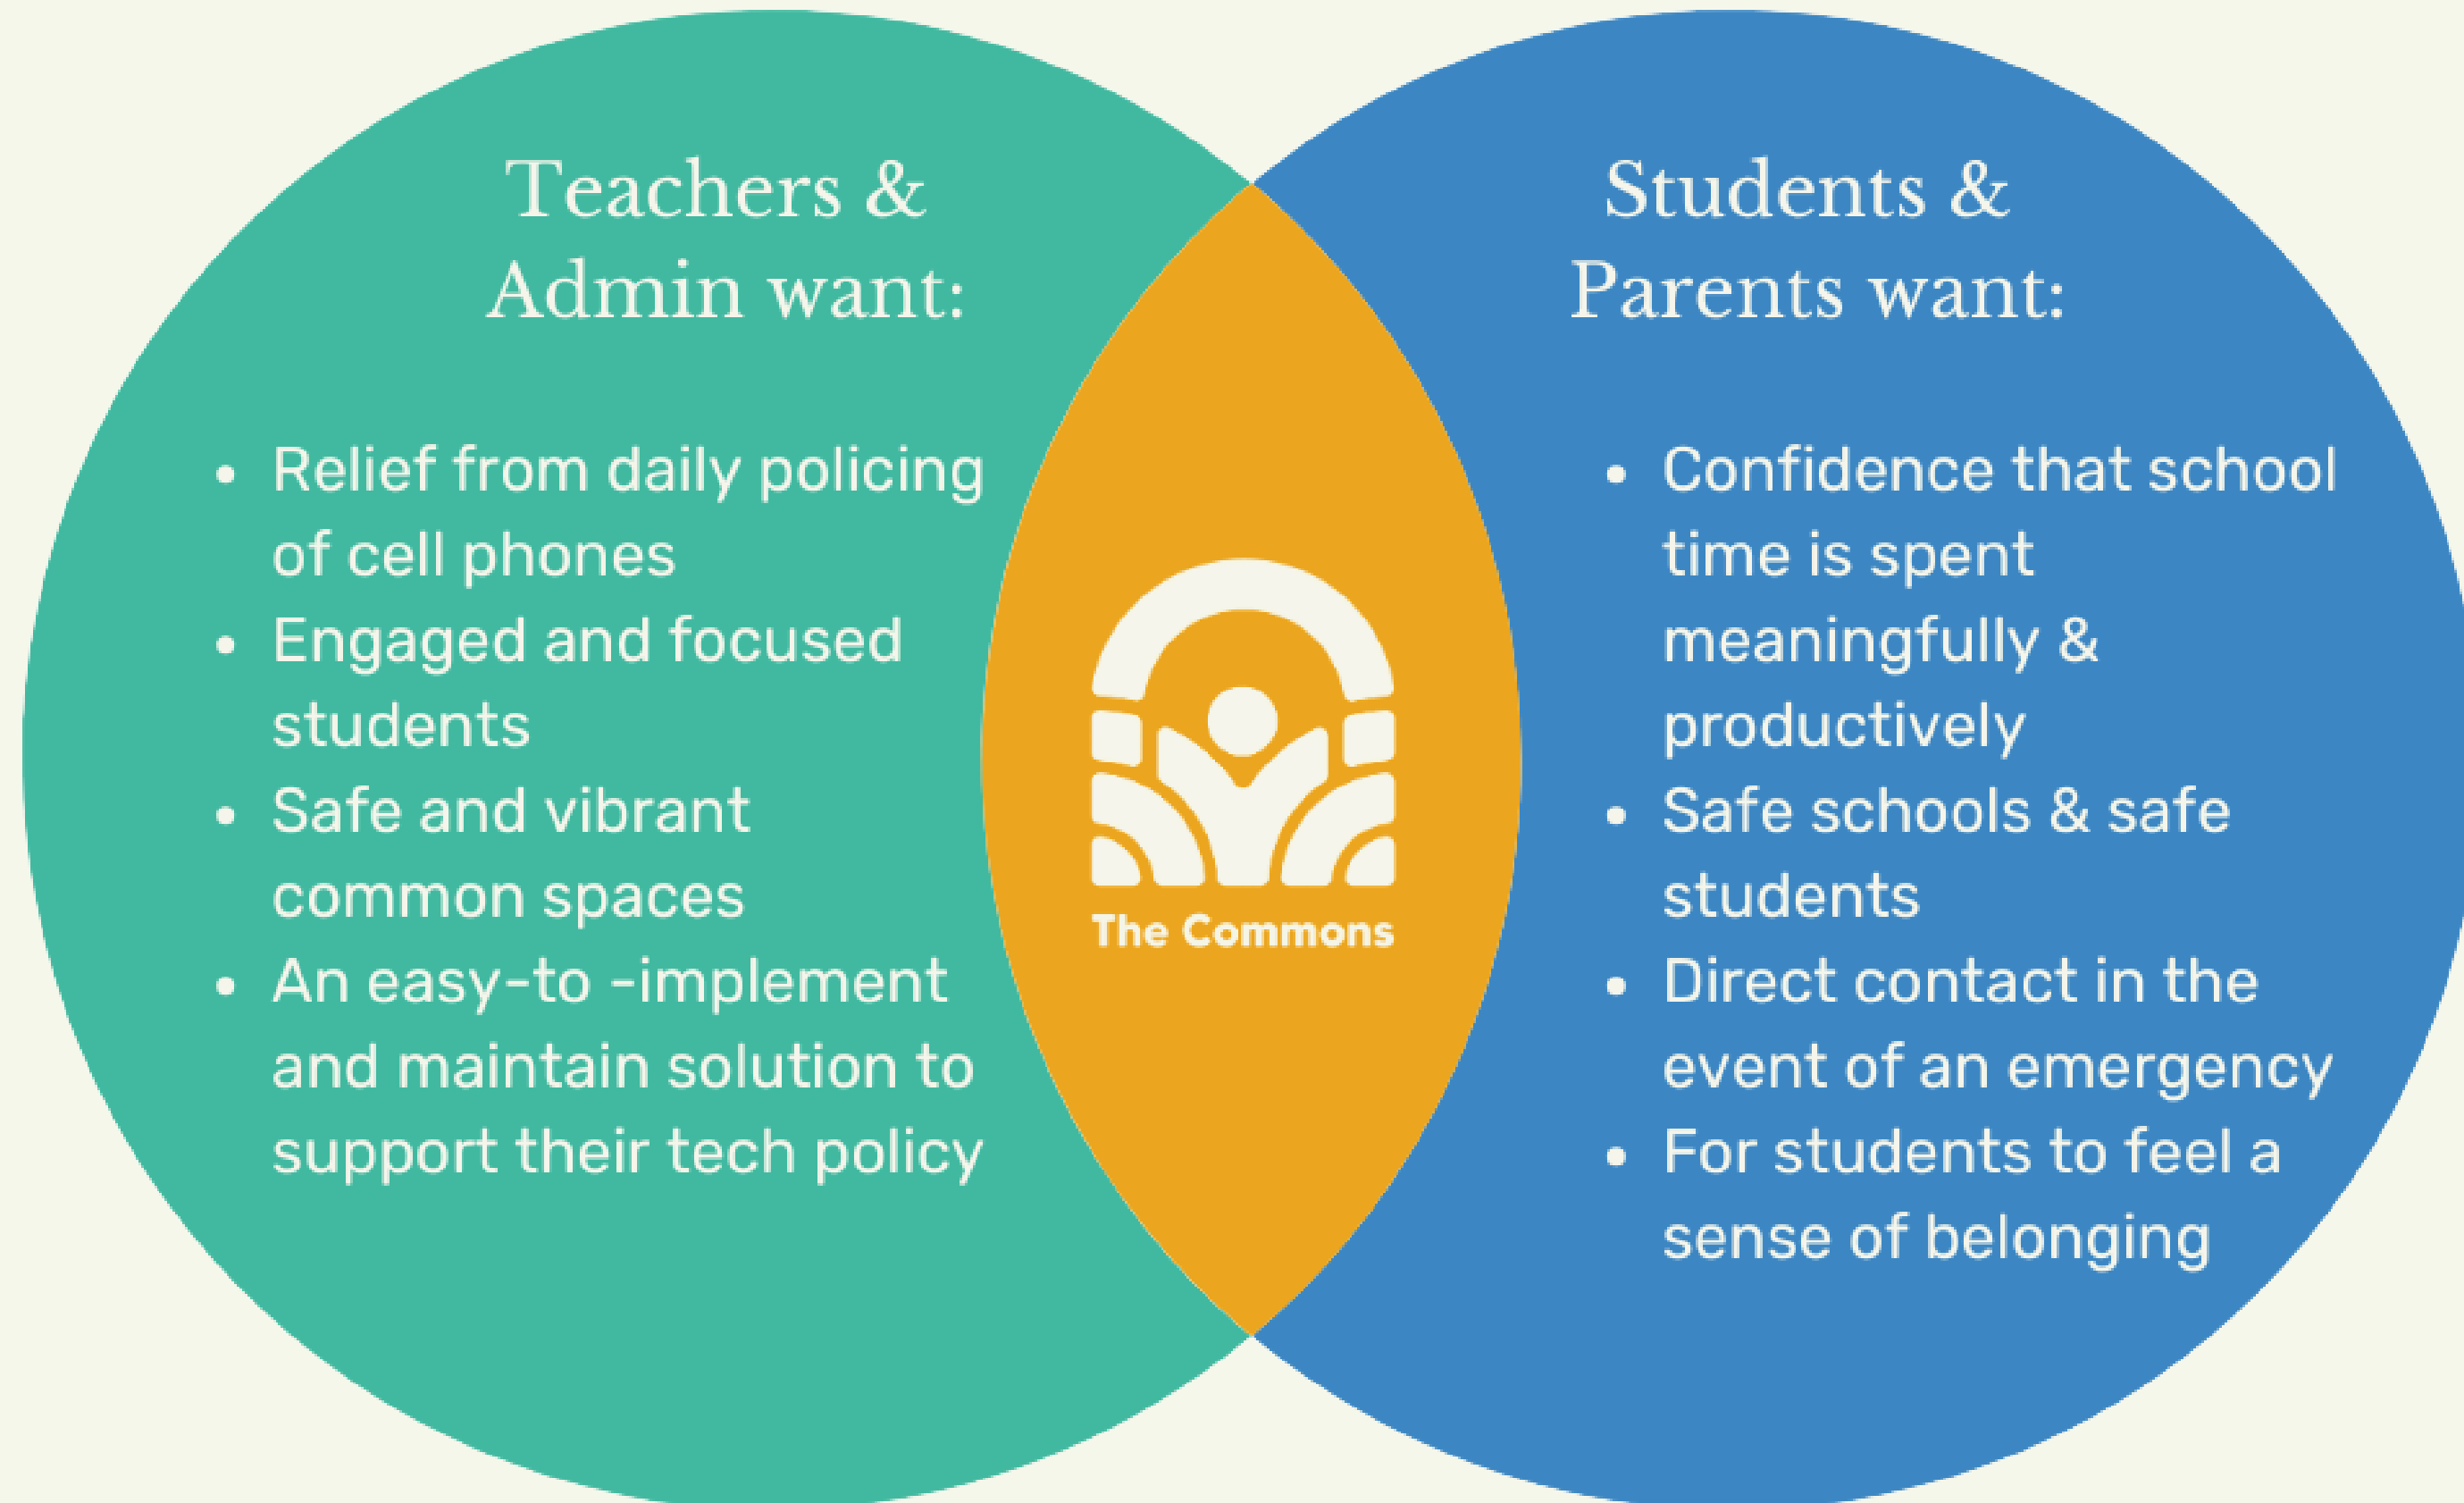 Teachers &
Admin want:
• Relief from daily policing
of cell phones
• Engaged and focused
students
• Safe and vibrant
common spaces
• An easy-to -implement
and maintain solution to
support their tech policy
The Commons
Students &
Parents want:
• Confidence that school
time is spent
meaningfully &
productively
• Safe schools & safe
students
• Direct contact in the
event of an emergency
• For students to feel a
sense of belonging